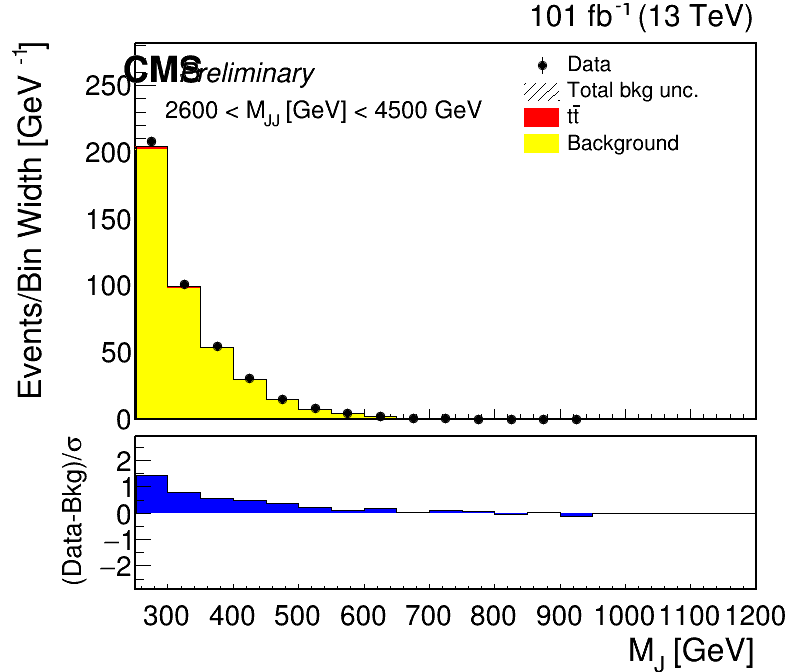 101 fb⁻¹ (13 TeV)
CMS Preliminary
2600 < M_JJ [GeV] < 4500 GeV
Data
Total bkg unc.
tt̄
Background
Events/Bin Width [GeV⁻¹]
250
200
150
100
50
0
(Data-Bkg)/σ
2
1
0
−1
−2
300 400 500 600 700 800 900 1000 1100 1200
M_J [GeV]